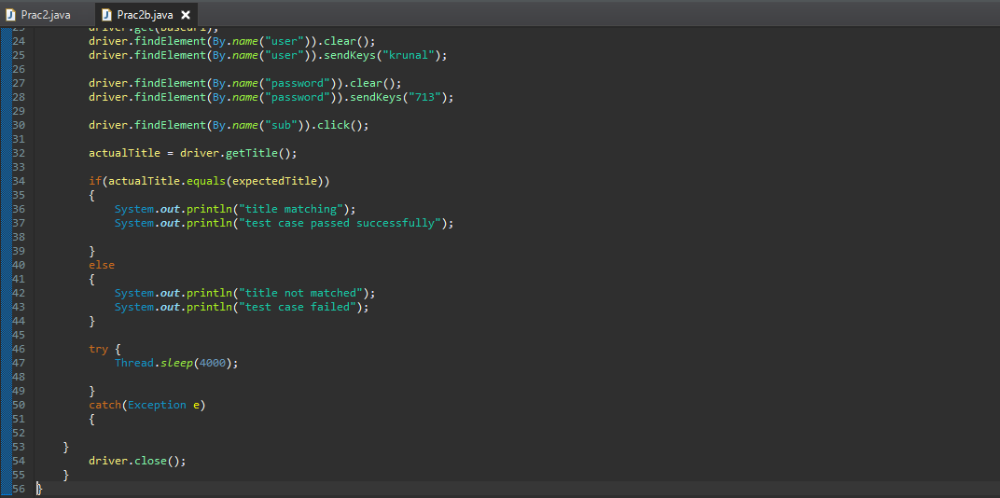 Prac2.java Prac2b.java
23 driver.get(baseurl);
24 driver.findElement(By.name("user")).clear();
25 driver.findElement(By.name("user")).sendKeys("krunal");
26
27 driver.findElement(By.name("password")).clear();
28 driver.findElement(By.name("password")).sendKeys("713");
29
30 driver.findElement(By.name("sub")).click();
31
32 actualTitle = driver.getTitle();
33
34 if(actualTitle.equals(expectedTitle))
35 {
36 System.out.println("title matching");
37 System.out.println("test case passed successfully");
38
39 }
40 else
41 {
42 System.out.println("title not matched");
43 System.out.println("test case failed");
44 }
45
46 try {
47 Thread.sleep(4000);
48
49 }
50 catch(Exception e)
51 {
52
53 }
54 driver.close();
55 }
56 }